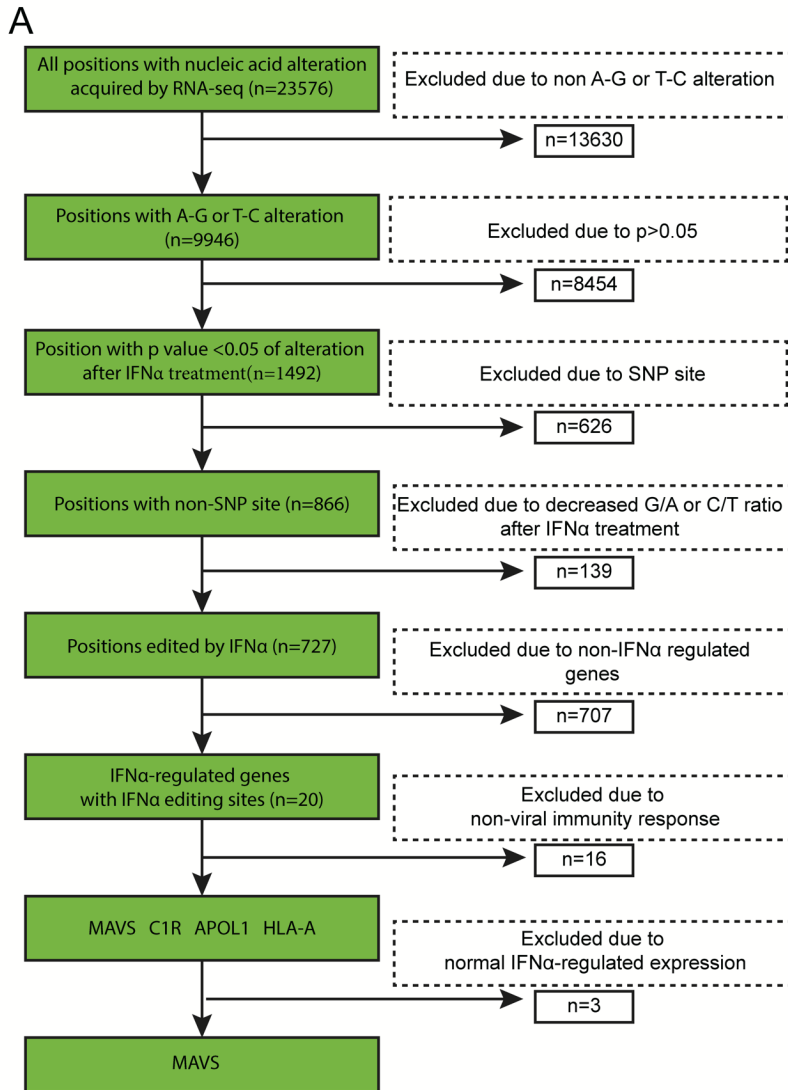 A
All positions with nucleic acid alteration
acquired by RNA-seq (n=23576)
Excluded due to non A-G or T-C alteration
n=13630
Positions with A-G or T-C alteration
(n=9946)
Excluded due to p>0.05
n=8454
Position with p value <0.05 of alteration
after IFNα treatment(n=1492)
Excluded due to SNP site
n=626
Positions with non-SNP site (n=866)
Excluded due to decreased G/A or C/T ratio
after IFNα treatment
n=139
Positions edited by IFNα (n=727)
Excluded due to non-IFNα regulated
genes
n=707
IFNα-regulated genes
with IFNα editing sites (n=20)
Excluded due to
non-viral immunity response
n=16
MAVS C1R APOL1 HLA-A
Excluded due to
normal IFNα-regulated expression
n=3
MAVS